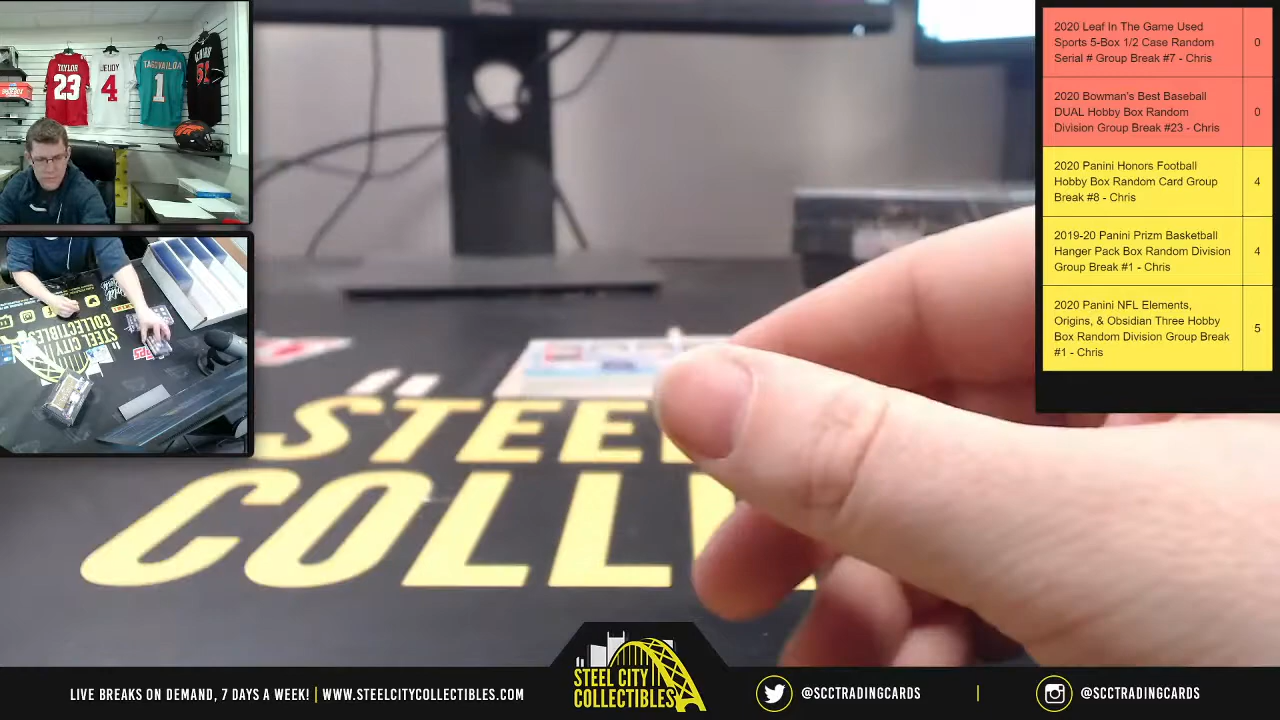 TAYLOR
23
JEUDY
4
TAGOVAILOA
1
STEEL CITY
COLLECTIBLES
STEE
COLL
2020 Leaf In The Game Used
Sports 5-Box 1/2 Case Random
Serial # Group Break #7 - Chris
0
2020 Bowman's Best Baseball
DUAL Hobby Box Random
Division Group Break #23 - Chris
0
2020 Panini Honors Football
Hobby Box Random Card Group
Break #8 - Chris
4
2019-20 Panini Prizm Basketball
Hanger Pack Box Random Division
Group Break #1 - Chris
4
2020 Panini NFL Elements,
Origins, & Obsidian Three Hobby
Box Random Division Group Break
#1 - Chris
5
LIVE BREAKS ON DEMAND, 7 DAYS A WEEK! | WWW.STEELCITYCOLLECTIBLES.COM
STEEL CITY
COLLECTIBLES
@SCCTRADINGCARDS
|
@SCCTRADINGCARDS